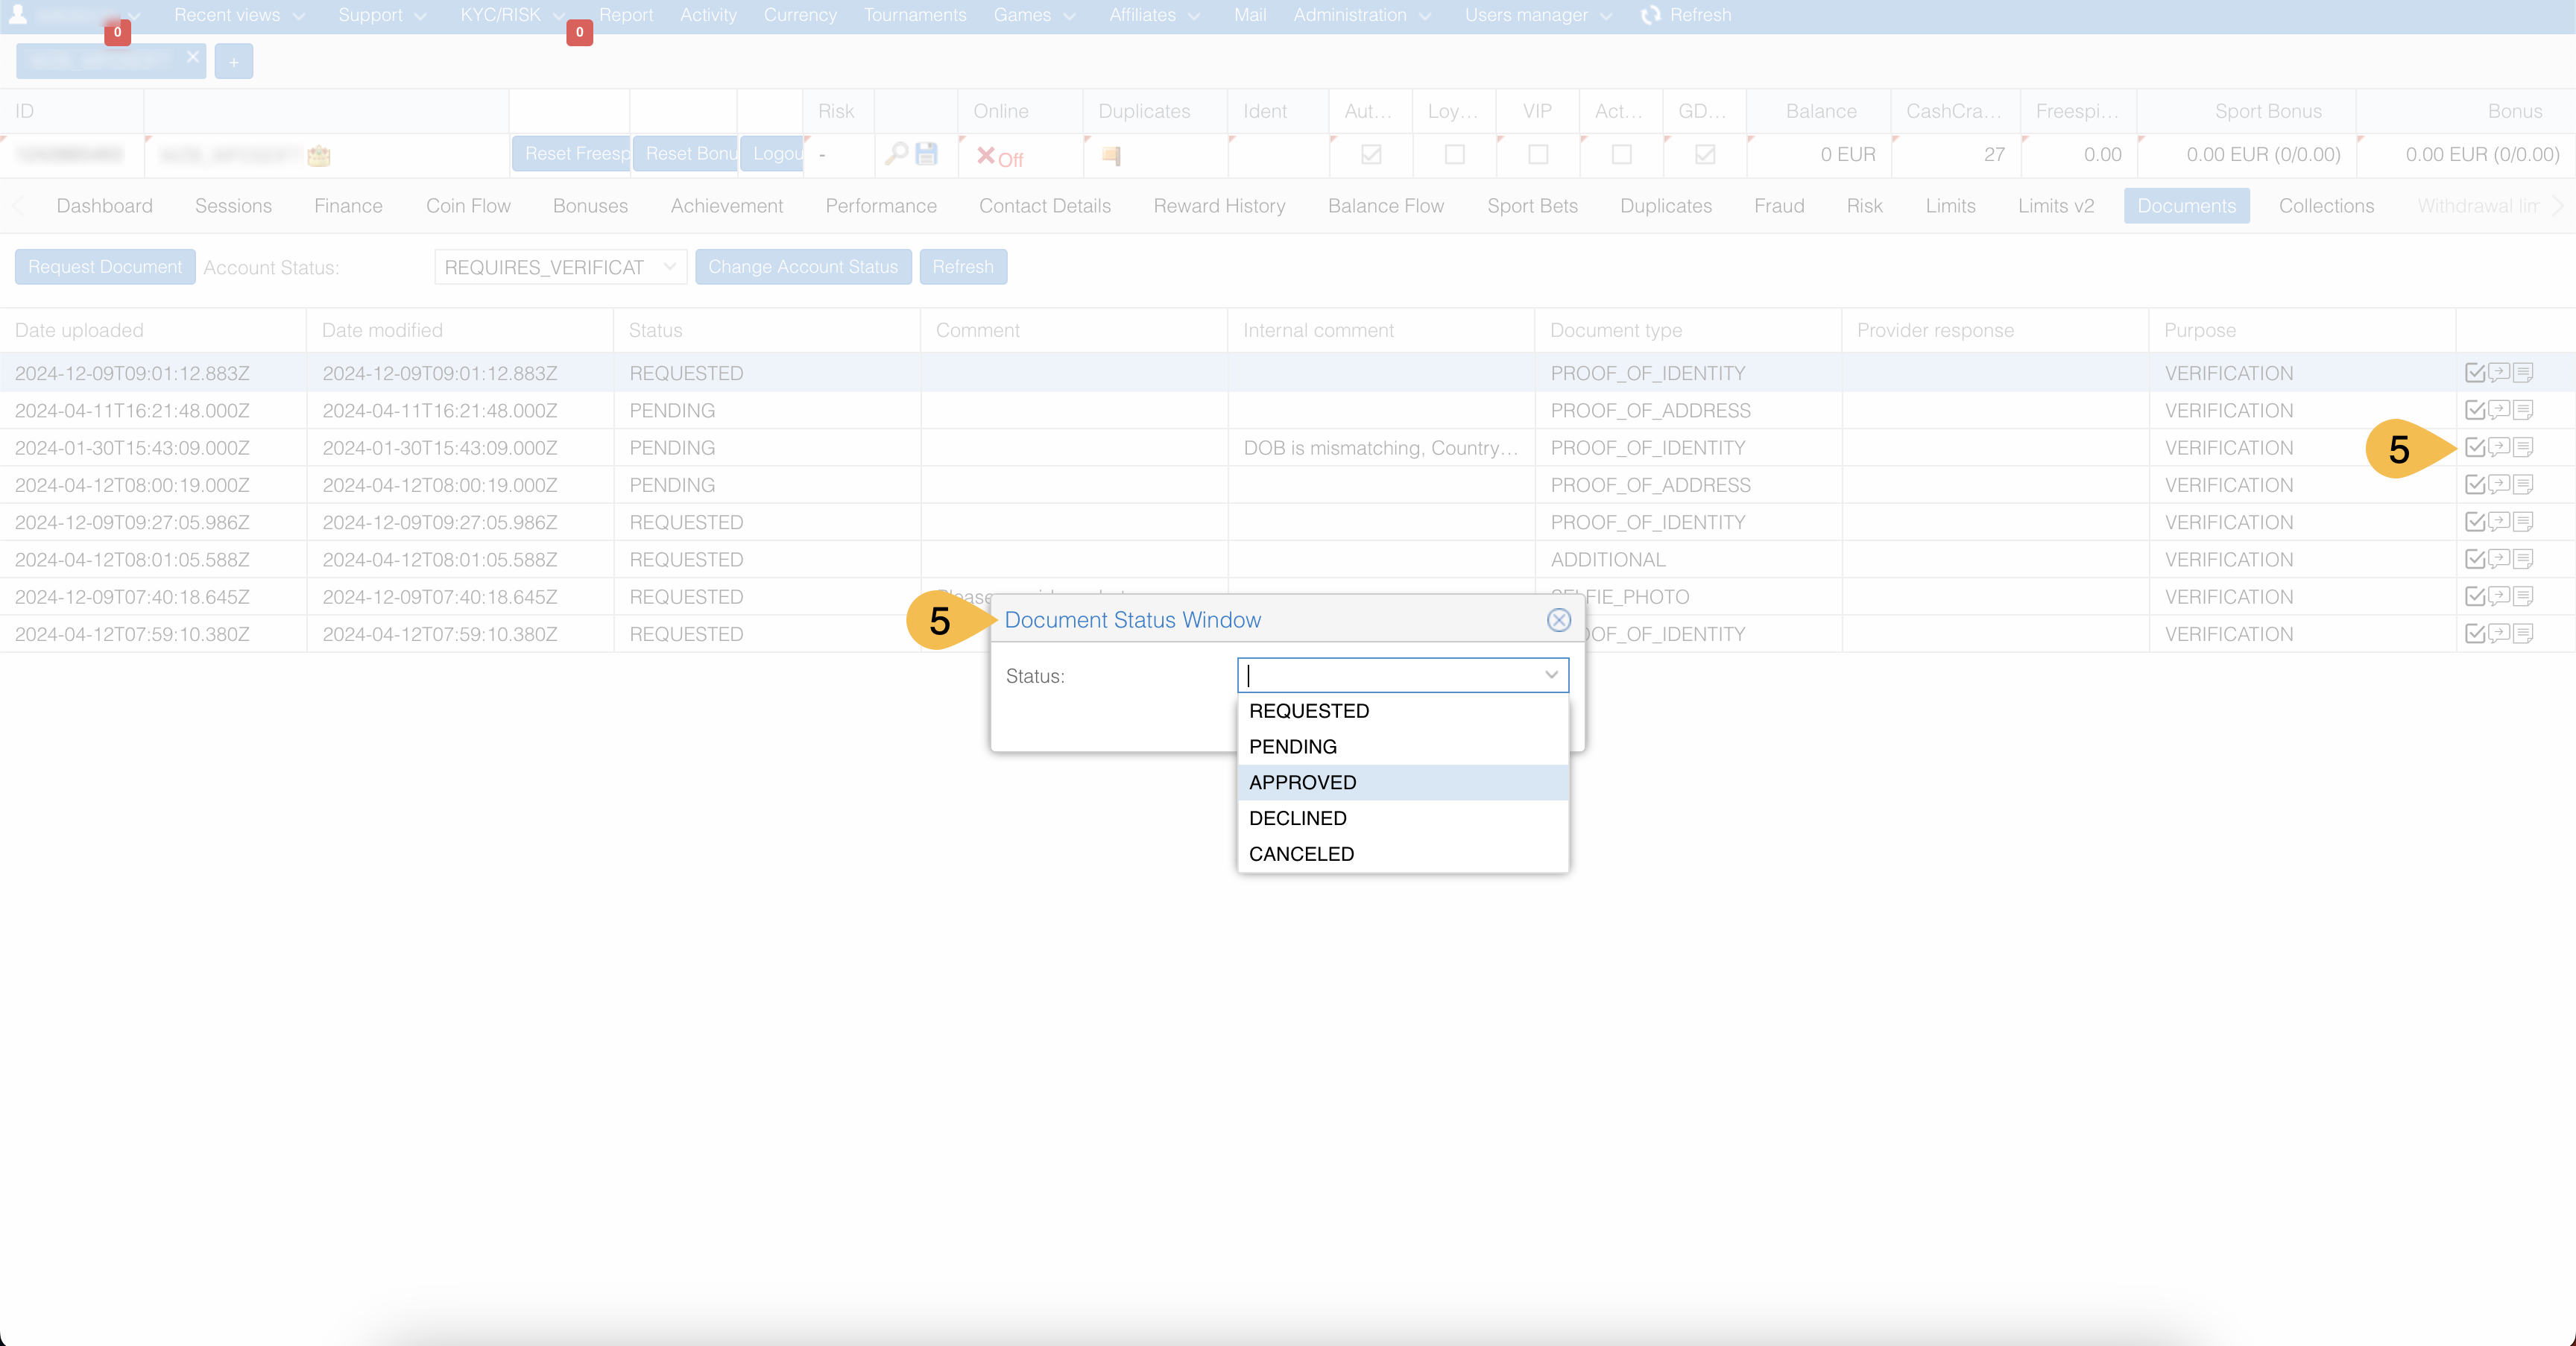 Recent views Support KYC/RISK Report Activity Currency Tournaments Games Affiliates Mail Administration Users manager Refresh
0 0
+
ID Risk Online Duplicates Ident Aut... Loy... VIP Act... GD... Balance CashCra... Freespi... Sport Bonus Bonus
Reset Freesp Reset Bonu Logou - Off 0 EUR 27 0.00 0.00 EUR (0/0.00) 0.00 EUR (0/0.00)
Dashboard Sessions Finance Coin Flow Bonuses Achievement Performance Contact Details Reward History Balance Flow Sport Bets Duplicates Fraud Risk Limits Limits v2 Documents Collections Withdrawal lim
Request Document Account Status: REQUIRES_VERIFICAT Change Account Status Refresh
Date uploaded Date modified Status Comment Internal comment Document type Provider response Purpose
2024-12-09T09:01:12.883Z 2024-12-09T09:01:12.883Z REQUESTED PROOF_OF_IDENTITY VERIFICATION
2024-04-11T16:21:48.000Z 2024-04-11T16:21:48.000Z PENDING PROOF_OF_ADDRESS VERIFICATION
2024-01-30T15:43:09.000Z 2024-01-30T15:43:09.000Z PENDING DOB is mismatching, Country... PROOF_OF_IDENTITY VERIFICATION 5
2024-04-12T08:00:19.000Z 2024-04-12T08:00:19.000Z PENDING PROOF_OF_ADDRESS VERIFICATION
2024-12-09T09:27:05.986Z 2024-12-09T09:27:05.986Z REQUESTED PROOF_OF_IDENTITY VERIFICATION
2024-04-12T08:01:05.588Z 2024-04-12T08:01:05.588Z REQUESTED ADDITIONAL VERIFICATION
2024-12-09T07:40:18.645Z 2024-12-09T07:40:18.645Z REQUESTED FIE_PHOTO VERIFICATION
2024-04-12T07:59:10.380Z 2024-04-12T07:59:10.380Z REQUESTED OOF_OF_IDENTITY VERIFICATION
5 Document Status Window
Status:
REQUESTED
PENDING
APPROVED
DECLINED
CANCELED